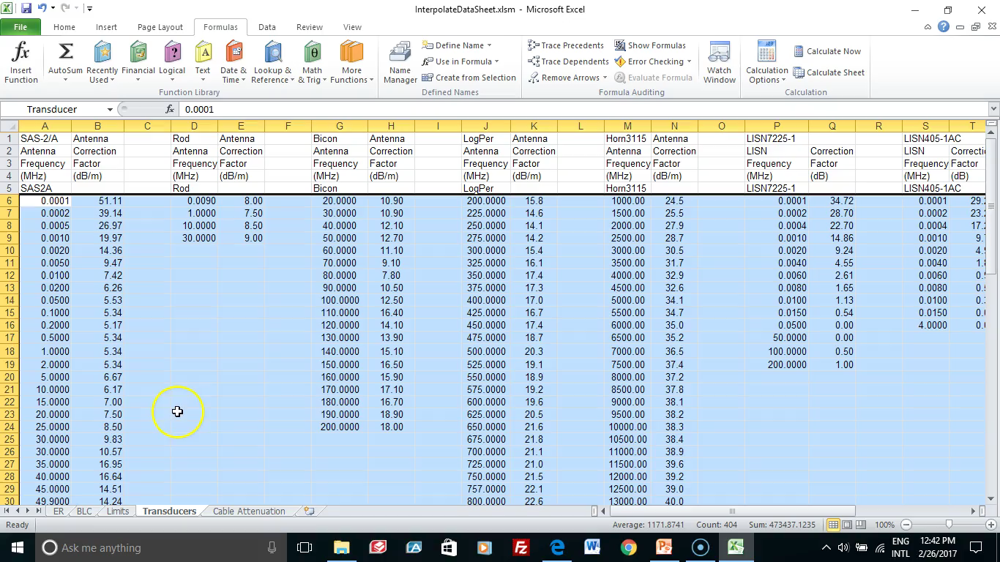 InterpolateDataSheet.xlsm - Microsoft Excel
File Home Insert Page Layout Formulas Data Review View
Insert Function AutoSum Recently Used Financial Logical Text Date & Time Lookup & Reference Math & Trig More Functions
Function Library
Name Manager
Define Name
Use in Formula
Create from Selection
Defined Names
Trace Precedents Show Formulas
Trace Dependents Error Checking
Remove Arrows Evaluate Formula
Formula Auditing
Watch Window
Calculation Options
Calculate Now
Calculate Sheet
Calculation
Transducer fx 0.0001
A B C D E F G H I J K L M N O P Q R S T
1 SAS-2/A Antenna Rod Antenna Bicon Antenna LogPer Antenna Horn3115 Antenna LISN7225-1 LISN405-1AC
2 Antenna Correction Antenna Correction Antenna Correction Antenna Correction Antenna Correction LISN Correction LISN Correctio
3 Frequency Factor Frequency Factor Frequency Factor Frequency Factor Frequency Factor Frequency Factor Frequency Factor
4 (MHz) (dB/m) (MHz) (dB/m) (MHz) (dB/m) (MHz) (dB/m) (MHz) (dB/m) (MHz) (dB) (MHz) (dB)
5 SAS2A Rod Bicon LogPer Horn3115 LISN7225-1 LISN405-1AC
6 0.0001 51.11 0.0090 8.00 20.0000 10.90 200.0000 15.8 1000.00 24.5 0.0001 34.72 0.0001 29.
7 0.0002 39.14 1.0000 7.50 30.0000 10.90 225.0000 14.6 1500.00 25.5 0.0002 28.70 0.0002 23.
8 0.0005 26.97 10.0000 8.50 40.0000 12.10 250.0000 14.1 2000.00 27.9 0.0004 22.70 0.0004 17.
9 0.0010 19.97 30.0000 9.00 50.0000 12.70 275.0000 14.2 2500.00 28.7 0.0010 14.86 0.0010 9.
10 0.0020 14.36 60.0000 11.10 300.0000 15.4 3000.00 30.5 0.0020 9.24 0.0020 4.
11 0.0050 9.47 70.0000 9.10 325.0000 16.1 3500.00 31.7 0.0040 4.55 0.0040 1.
12 0.0100 7.42 80.0000 7.80 350.0000 17.4 4000.00 32.9 0.0060 2.61 0.0060 0.
13 0.0200 6.26 90.0000 10.50 375.0000 17.3 4500.00 32.6 0.0080 1.65 0.0080 0.
14 0.0500 5.53 100.0000 12.50 400.0000 17.0 5000.00 34.1 0.0100 1.13 0.0100 0.
15 0.1000 5.34 110.0000 16.40 425.0000 16.7 5500.00 34.7 0.0150 0.54 0.0150 0.
16 0.2000 5.17 120.0000 14.10 450.0000 17.4 6000.00 35.0 0.0500 0.00 4.0000 0.
17 0.5000 5.34 130.0000 13.90 475.0000 18.7 6500.00 35.2 50.0000 0.00
18 1.0000 5.34 140.0000 15.10 500.0000 20.3 7000.00 36.5 100.0000 0.50
19 2.0000 5.34 150.0000 16.50 525.0000 19.1 7500.00 37.4 200.0000 1.00
20 5.0000 6.67 160.0000 15.90 550.0000 18.9 8000.00 37.2
21 10.0000 6.17 170.0000 17.10 575.0000 19.2 8500.00 37.8
22 15.0000 7.00 180.0000 16.70 600.0000 19.6 9000.00 38.1
23 20.0000 7.50 190.0000 18.90 625.0000 20.5 9500.00 38.2
24 25.0000 8.50 200.0000 18.00 650.0000 21.6 10000.00 38.3
25 30.0000 9.83 675.0000 21.8 10500.00 38.4
26 30.0000 10.57 700.0000 21.1 11000.00 38.9
27 35.0000 16.95 725.0000 21.0 11500.00 39.6
28 40.0000 16.64 750.0000 21.5 12000.00 39.2
29 45.0000 14.51 757.0000 22.1 12500.00 39.0
30 49.9000 14.24 800.0000 22.6 13000.00 40.0
ER BLC Limits Transducers Cable Attenuation
Ready Average: 1171.8741 Count: 404 Sum: 473437.1235 100%
Ask me anything
ENG 12:42 PM
INTL 2/26/2017